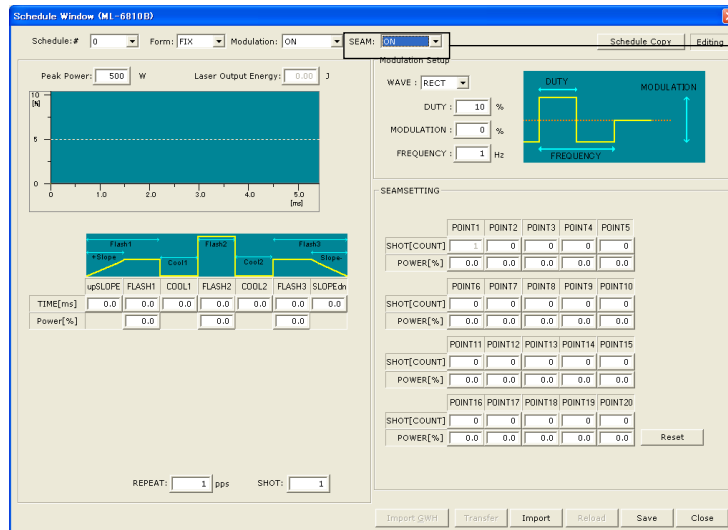 Schedule Window (ML-6810B)
Schedule:# 0 Form: FIX Modulation: ON SEAM: ON Schedule Copy Editing
Peak Power: 500 W Laser Output Energy: 0.00 J
10
[%]
5
0
0 1.0 2.0 3.0 4.0 5.0
[ms]
Flash1 Flash2 Flash3
+Slope Cool1 Cool2 Slope-
upSLOPE FLASH1 COOL1 FLASH2 COOL2 FLASH3 SLOPEdn
TIME[ms] 0.0 0.0 0.0 0.0 0.0 0.0 0.0
Power[%] 0.0 0.0 0.0
REPEAT: 1 pps SHOT: 1
Modulation Setup
WAVE : RECT
DUTY : 10 %
MODULATION : 0 %
FREQUENCY : 1 Hz
DUTY
MODULATION
FREQUENCY
SEAMSETTING
POINT1 POINT2 POINT3 POINT4 POINT5
SHOT[COUNT] 1 0 0 0 0
POWER[%] 0.0 0.0 0.0 0.0 0.0
POINT6 POINT7 POINT8 POINT9 POINT10
SHOT[COUNT] 0 0 0 0 0
POWER[%] 0.0 0.0 0.0 0.0 0.0
POINT11 POINT12 POINT13 POINT14 POINT15
SHOT[COUNT] 0 0 0 0 0
POWER[%] 0.0 0.0 0.0 0.0 0.0
POINT16 POINT17 POINT18 POINT19 POINT20
SHOT[COUNT] 0 0 0 0 0
POWER[%] 0.0 0.0 0.0 0.0 0.0
Reset
Import GWH Transfer Import Reload Save Close